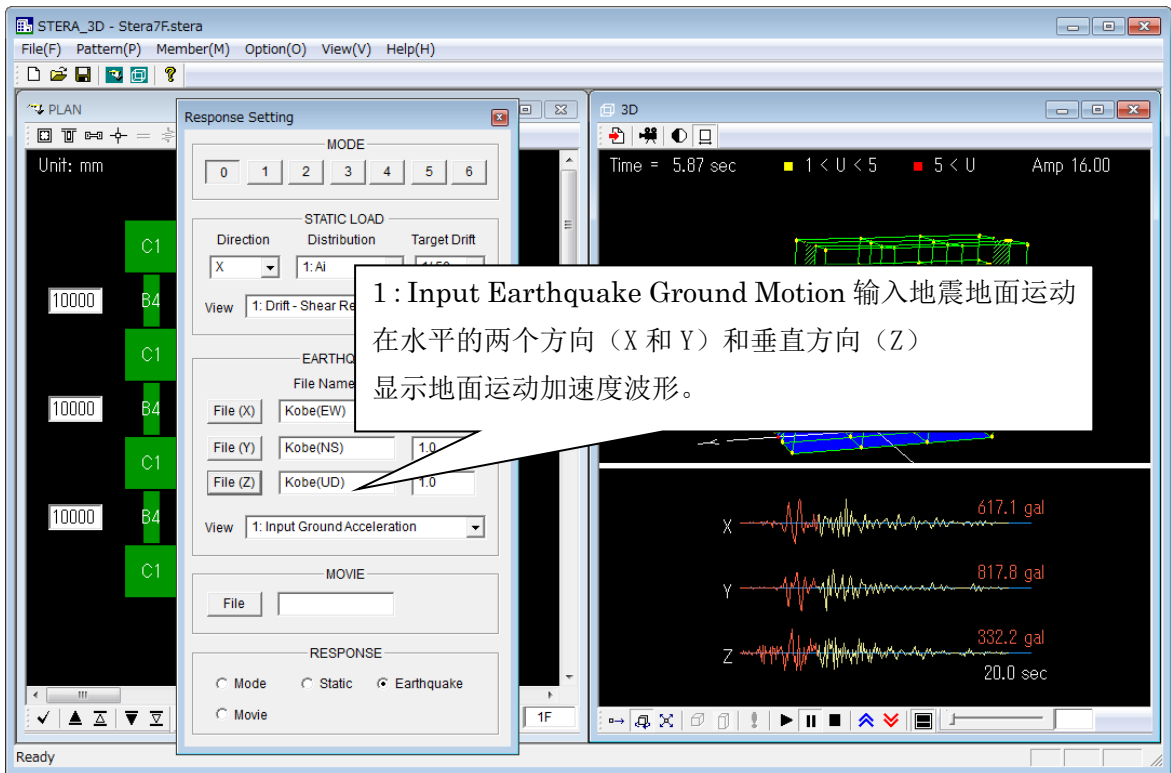 STERA_3D - Stera7F.stera
File(F) Pattern(P) Member(M) Option(O) View(V) Help(H)
PLAN
Unit: mm
C1
10000 B4
C1
10000 B4
C1
10000 B4
C1
1F
Response Setting
MODE
0 1 2 3 4 5 6
STATIC LOAD
Direction Distribution Target Drift
X 1: Ai
View 1: Drift - Shear Re
EARTHQ
File Name
File (X) Kobe(EW)
File (Y) Kobe(NS) 1.0
File (Z) Kobe(UD) 1.0
View 1: Input Ground Acceleration
MOVIE
File
RESPONSE
Mode Static Earthquake
Movie
1 : Input Earthquake Ground Motion 输入地震地面运动
在水平的两个方向（X 和 Y）和垂直方向（Z）
显示地面运动加速度波形。
3D
Time = 5.87 sec 1 < U < 5 5 < U Amp 16.00
X 617.1 gal
Y 817.8 gal
Z 332.2 gal
20.0 sec
Ready